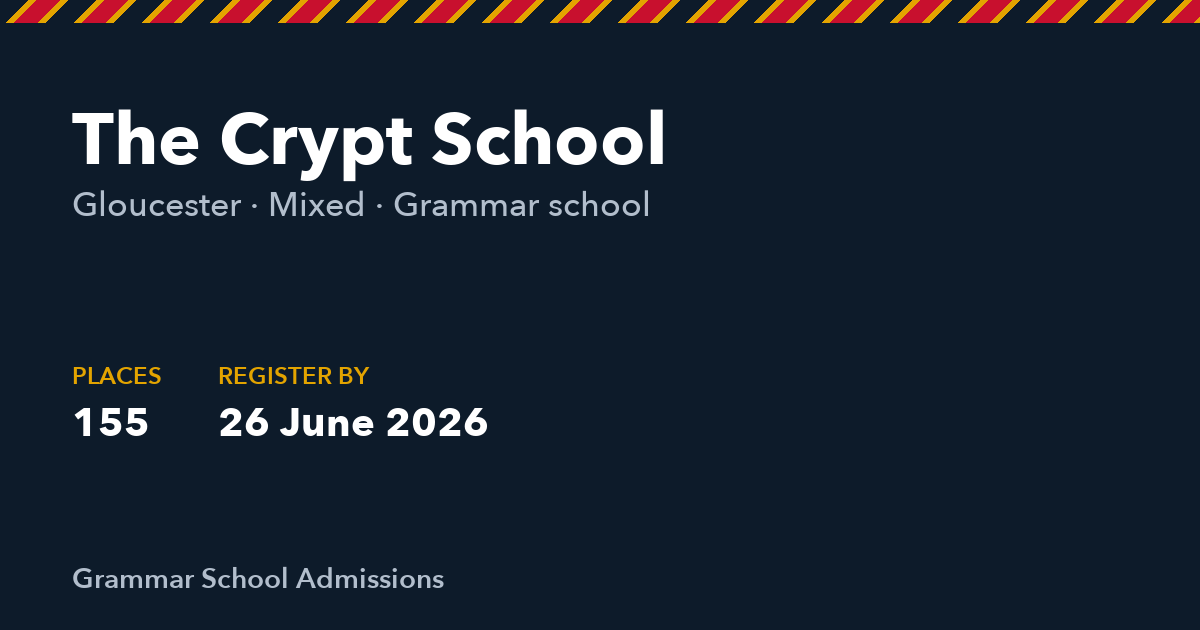 The Crypt School
Gloucester · Mixed · Grammar school
PLACES
155
REGISTER BY
26 June 2026
Grammar School Admissions